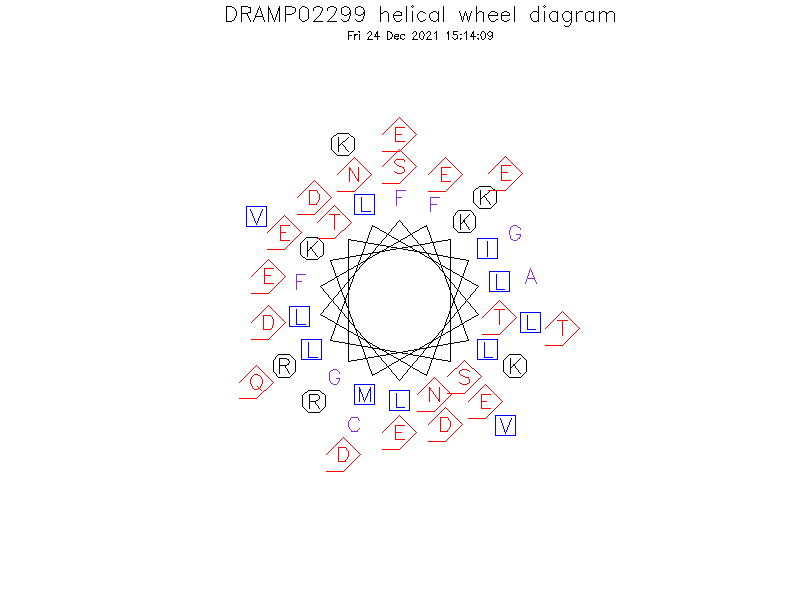 DRAMP02299 helical wheel diagram
Fri 24 Dec 2021 15:14:09
E
K
S
N E E
D L F F K
V T K
E G
K I
E F L A
D L T L T
L L
R K
Q G S
R M L N E
C E D V
D